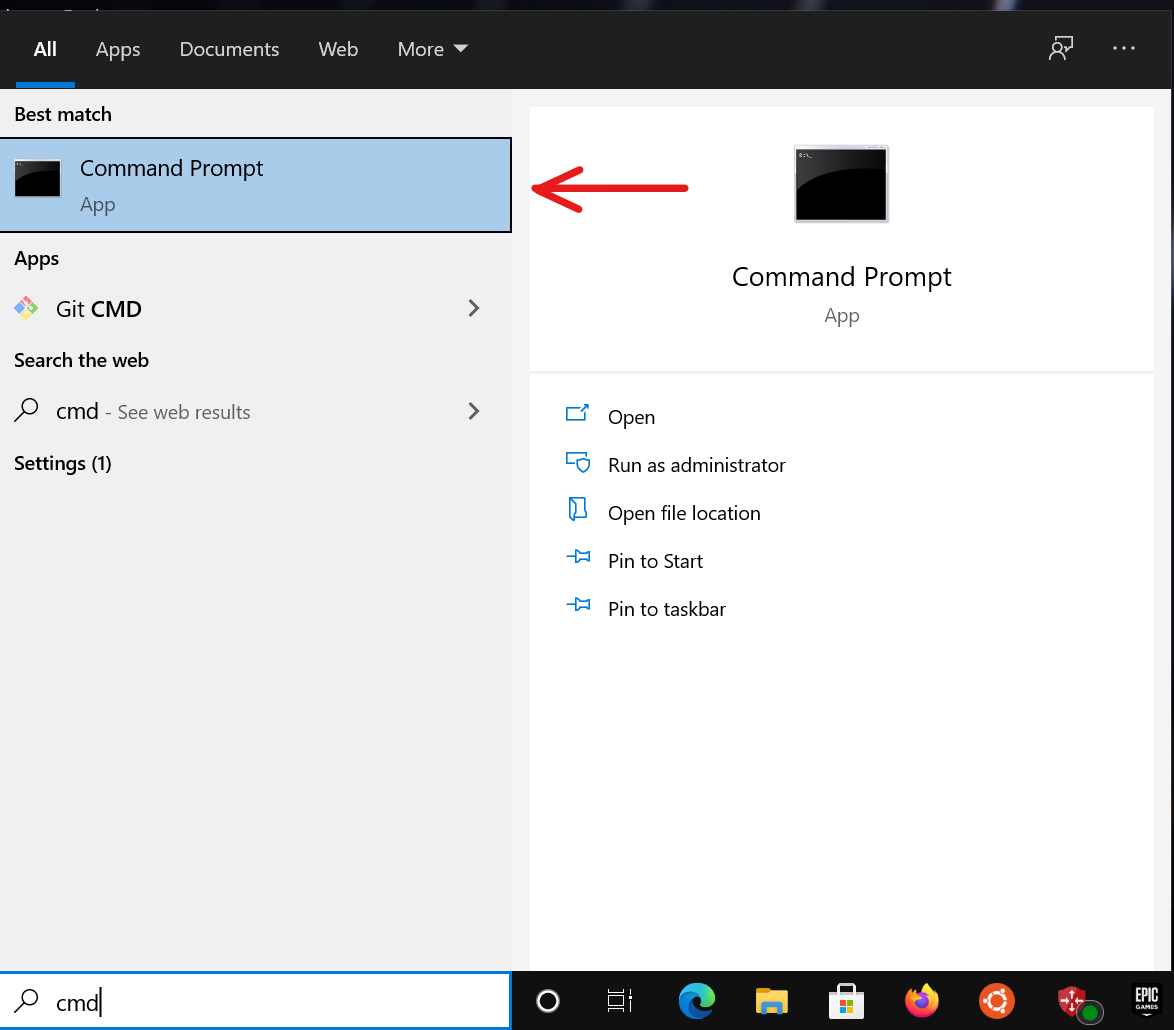 All Apps Documents Web More
Best match
Command Prompt
App
Apps
Git CMD
Search the web
cmd - See web results
Settings (1)
C:\_
Command Prompt
App
Open
Run as administrator
Open file location
Pin to Start
Pin to taskbar
cmd
EPIC
GAMES